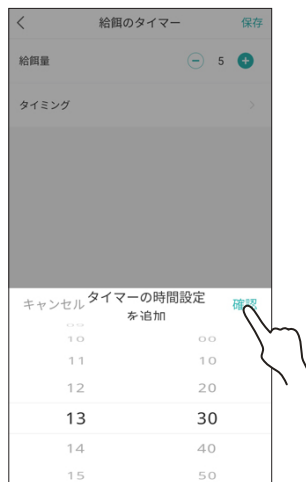 給餌のタイマー 保存
給餌量 5
タイミング
キャンセル タイマーの時間設定 確認
を追加
10 00
11 10
12 20
13 30
14 40
15 50